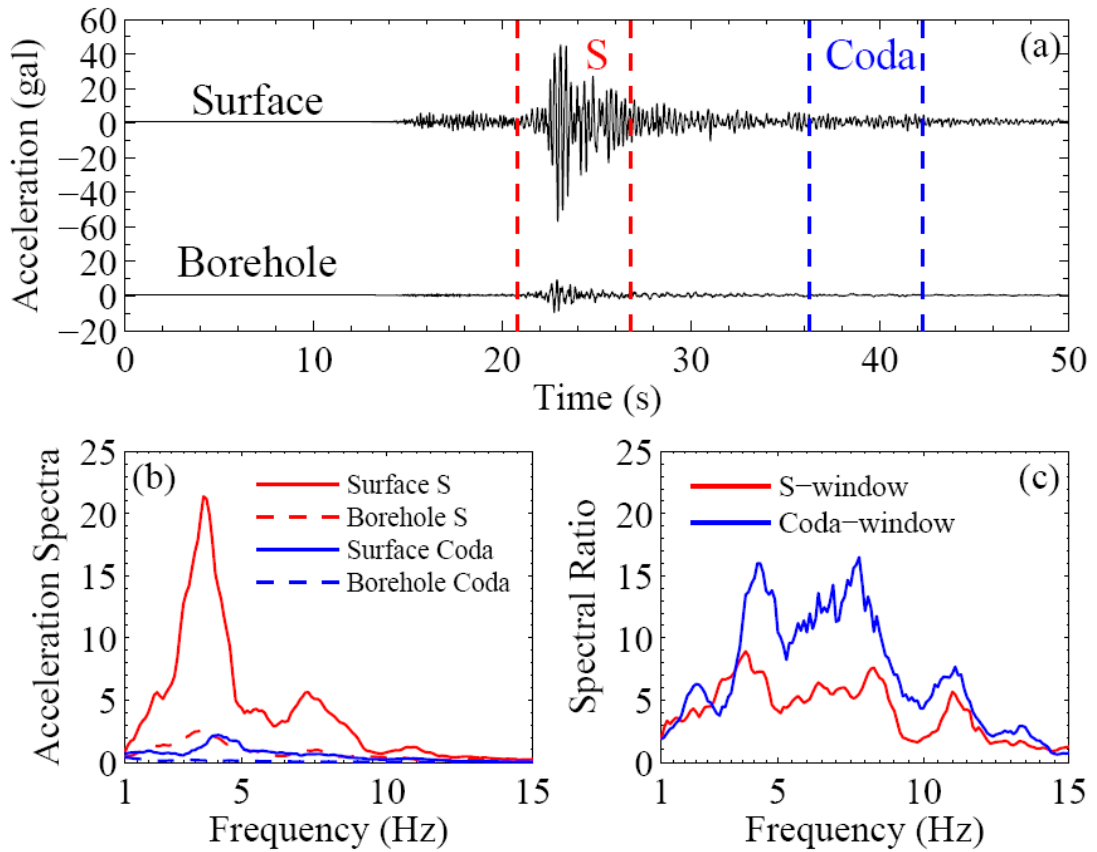 60
40
20
0
−20
−40
−60
20
0
−20
Acceleration (gal)
Surface
Borehole
S
Coda
(a)
0 10 20 30 40 50
Time (s)
25
20
15
10
5
0
Acceleration Spectra
(b)
Surface S
Borehole S
Surface Coda
Borehole Coda
1 5 10 15
Frequency (Hz)
25
20
15
10
5
0
Spectral Ratio
S−window
Coda−window
(c)
1 5 10 15
Frequency (Hz)